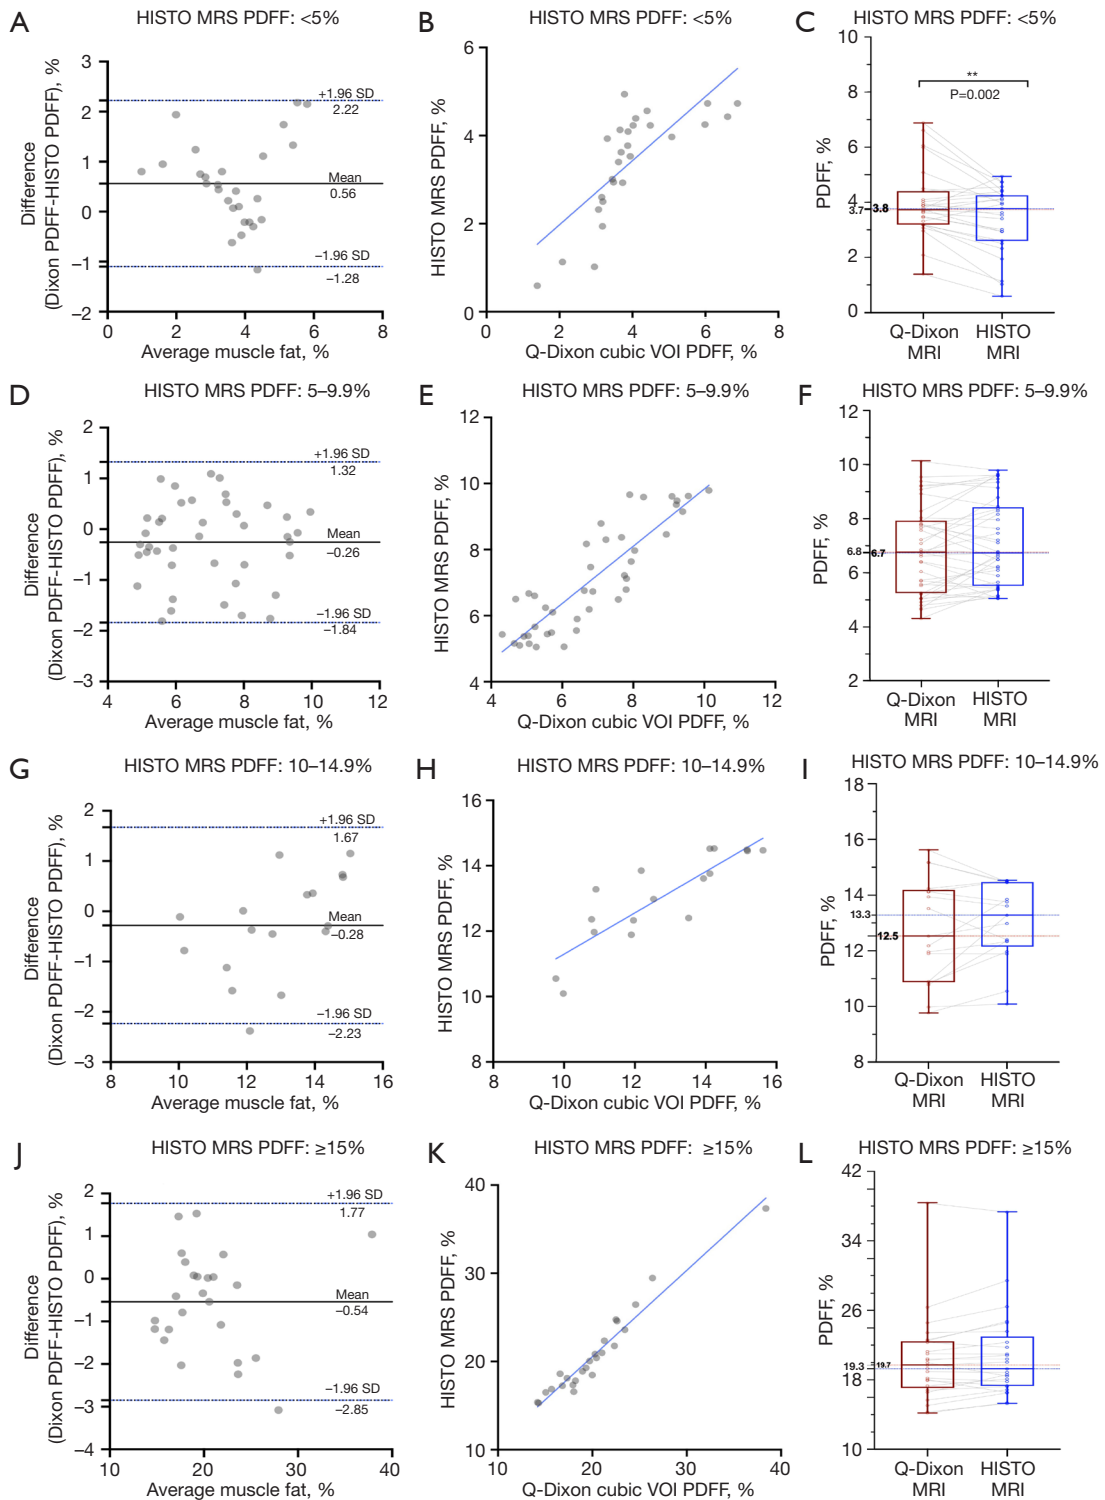 A
HISTO MRS PDFF: <5%
Difference
(Dixon PDFF-HISTO PDFF), %
3
2
1
0
−1
−2
+1.96 SD
2.22
Mean
0.56
−1.96 SD
−1.28
0 2 4 6 8
Average muscle fat, %
B
HISTO MRS PDFF: <5%
HISTO MRS PDFF, %
6
4
2
0
0 2 4 6 8
Q-Dixon cubic VOI PDFF, %
C
HISTO MRS PDFF: <5%
PDFF, %
10
8
6
4
2
0
**
P=0.002
3.7 3.8
Q-Dixon HISTO
MRI MRI
D
HISTO MRS PDFF: 5–9.9%
Difference
(Dixon PDFF-HISTO PDFF), %
2
1
0
−1
−2
−3
+1.96 SD
1.32
Mean
−0.26
−1.96 SD
−1.84
4 6 8 10 12
Average muscle fat, %
E
HISTO MRS PDFF: 5–9.9%
HISTO MRS PDFF, %
12
10
8
6
4
4 6 8 10 12
Q-Dixon cubic VOI PDFF, %
F
HISTO MRS PDFF: 5–9.9%
PDFF, %
12
10
8
6
4
2
6.8 6.7
Q-Dixon HISTO
MRI MRI
G
HISTO MRS PDFF: 10–14.9%
Difference
(Dixon PDFF-HISTO PDFF), %
2
1
0
−1
−2
−3
+1.96 SD
1.67
Mean
−0.28
−1.96 SD
−2.23
8 10 12 14 16
Average muscle fat, %
H
HISTO MRS PDFF: 10–14.9%
HISTO MRS PDFF, %
16
14
12
10
8
8 10 12 14 16
Q-Dixon cubic VOI PDFF, %
I
HISTO MRS PDFF: 10–14.9%
PDFF, %
18
16
14
12
10
8
13.3
12.5
Q-Dixon HISTO
MRI MRI
J
HISTO MRS PDFF: ≥15%
Difference
(Dixon PDFF-HISTO PDFF), %
2
1
0
−1
−2
−3
−4
+1.96 SD
1.77
Mean
−0.54
−1.96 SD
−2.85
10 20 30 40
Average muscle fat, %
K
HISTO MRS PDFF: ≥15%
HISTO MRS PDFF, %
40
30
20
10
10 20 30 40
Q-Dixon cubic VOI PDFF, %
L
HISTO MRS PDFF: ≥15%
PDFF, %
42
34
26
18
10
19.3 19.7
Q-Dixon HISTO
MRI MRI